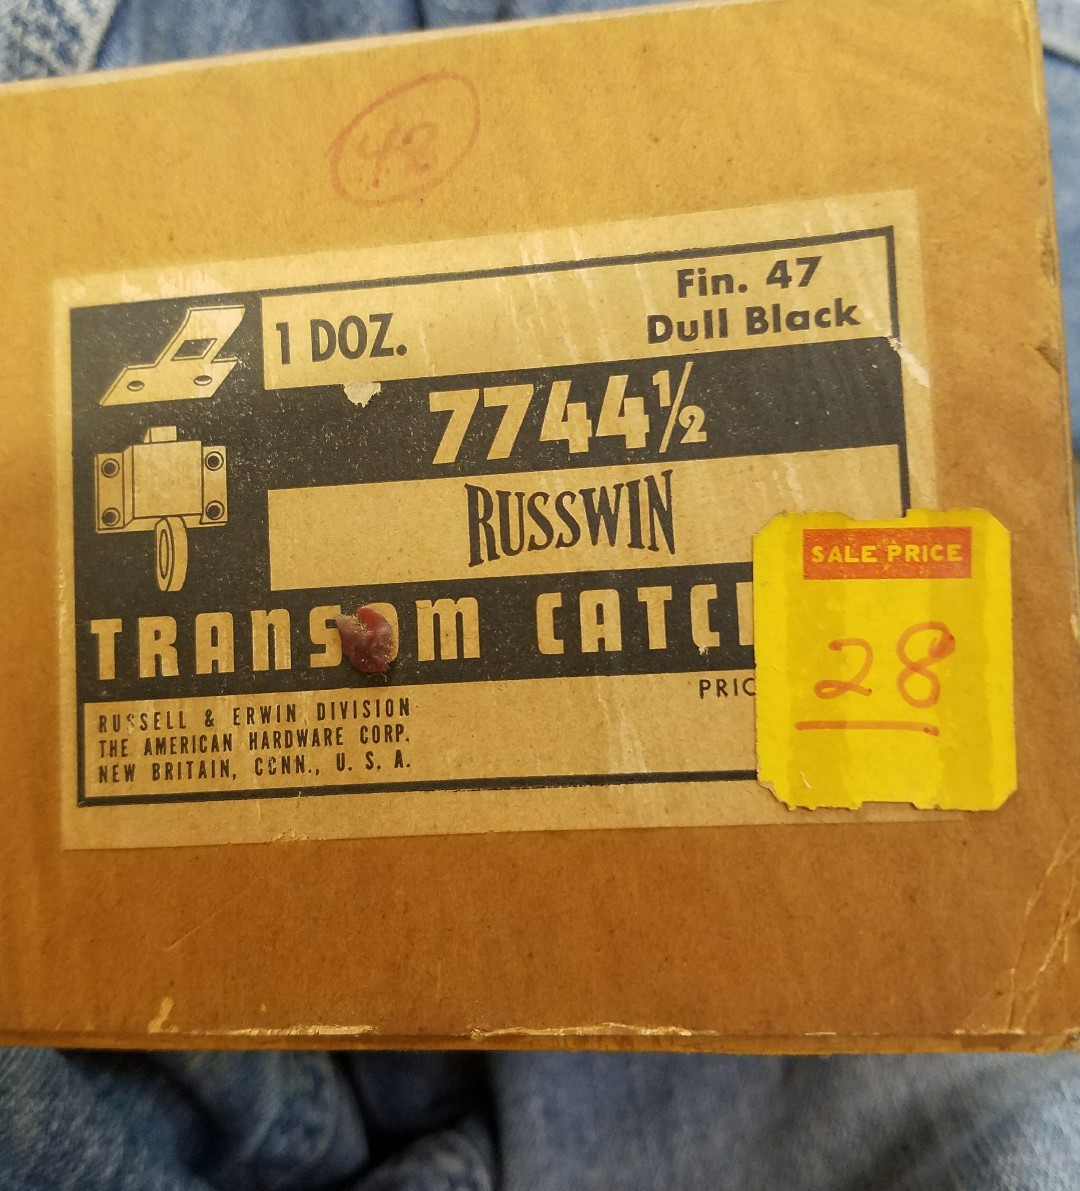 48
1 DOZ.
Fin. 47
Dull Black
7744½
RUSSWIN
TRANSOM CATC
PRIC
RUSSELL & ERWIN DIVISION
THE AMERICAN HARDWARE CORP.
NEW BRITAIN, CONN., U. S. A.
SALE PRICE
28